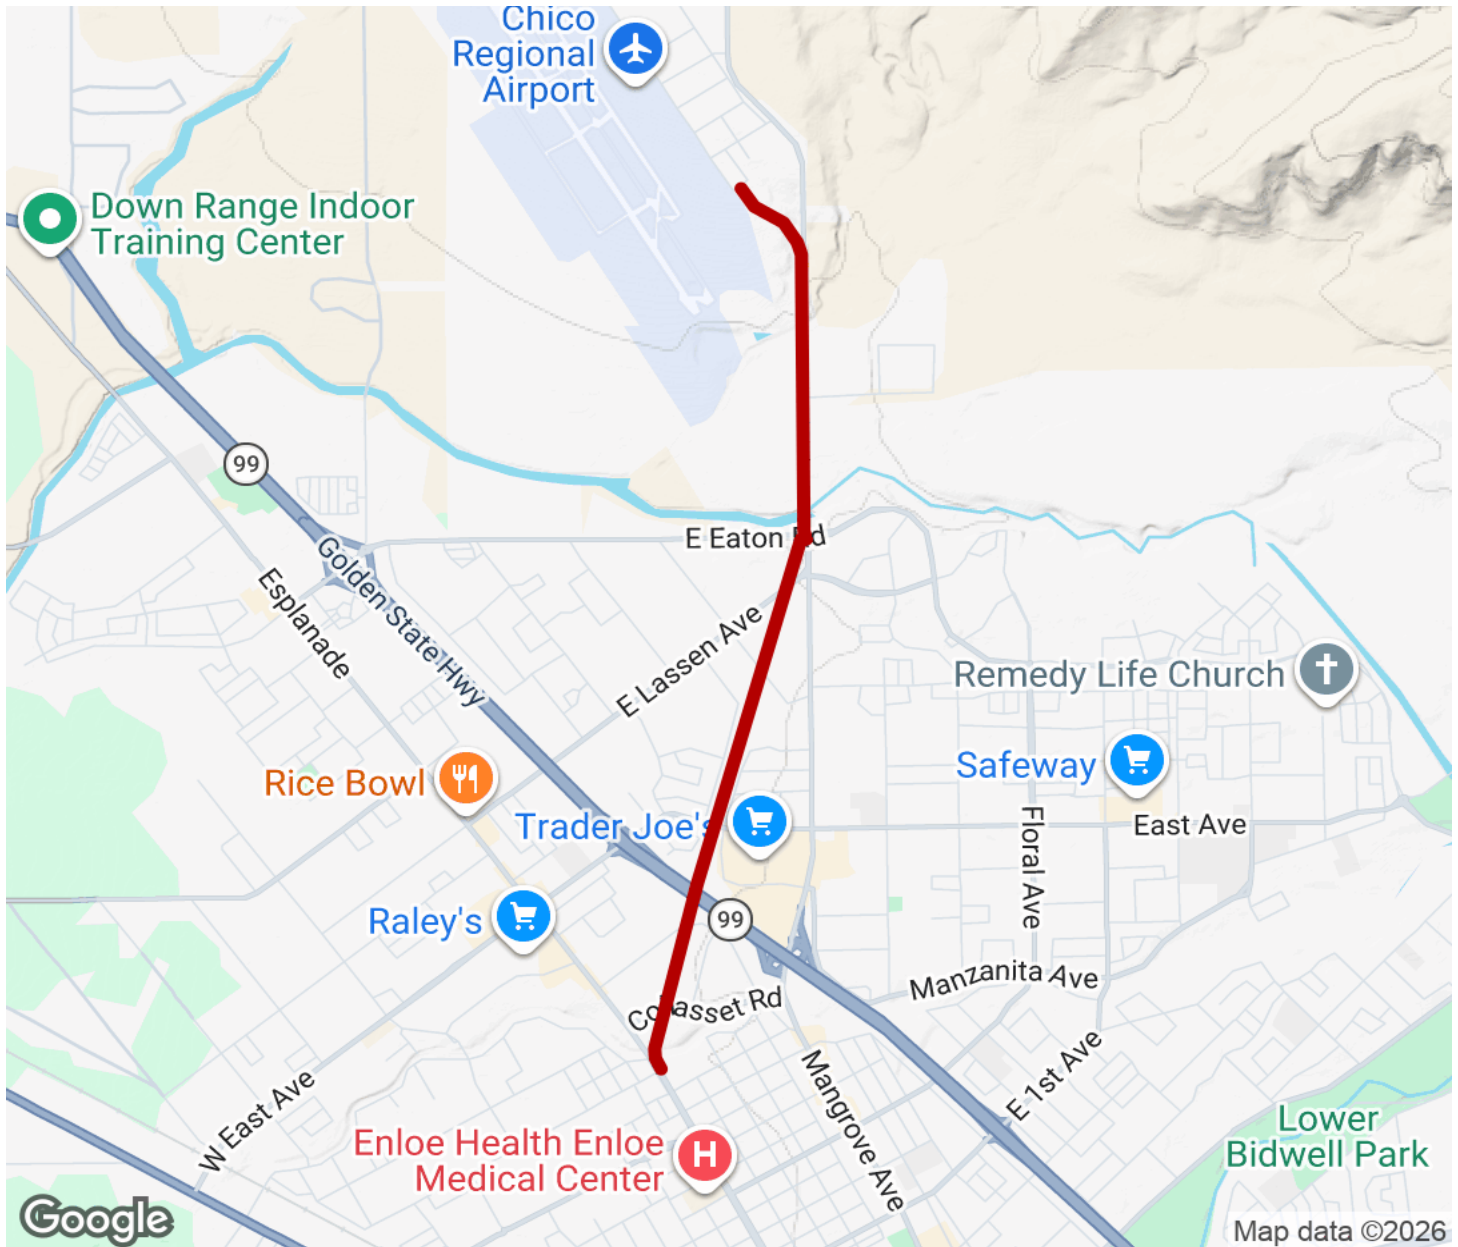 Chico
Regional
Airport
Down Range Indoor
Training Center
99
E Eaton Rd
Golden State Hwy
Esplanade
E Lassen Ave
Remedy Life Church
Rice Bowl
Safeway
Trader Joe's
East Ave
Floral Ave
Raley's
99
Manzanita Ave
Cohasset Rd
Mangrove Ave
E 1st Ave
W East Ave
Enloe Health Enloe
Medical Center
H
Lower
Bidwell Park
Google
Map data ©2026